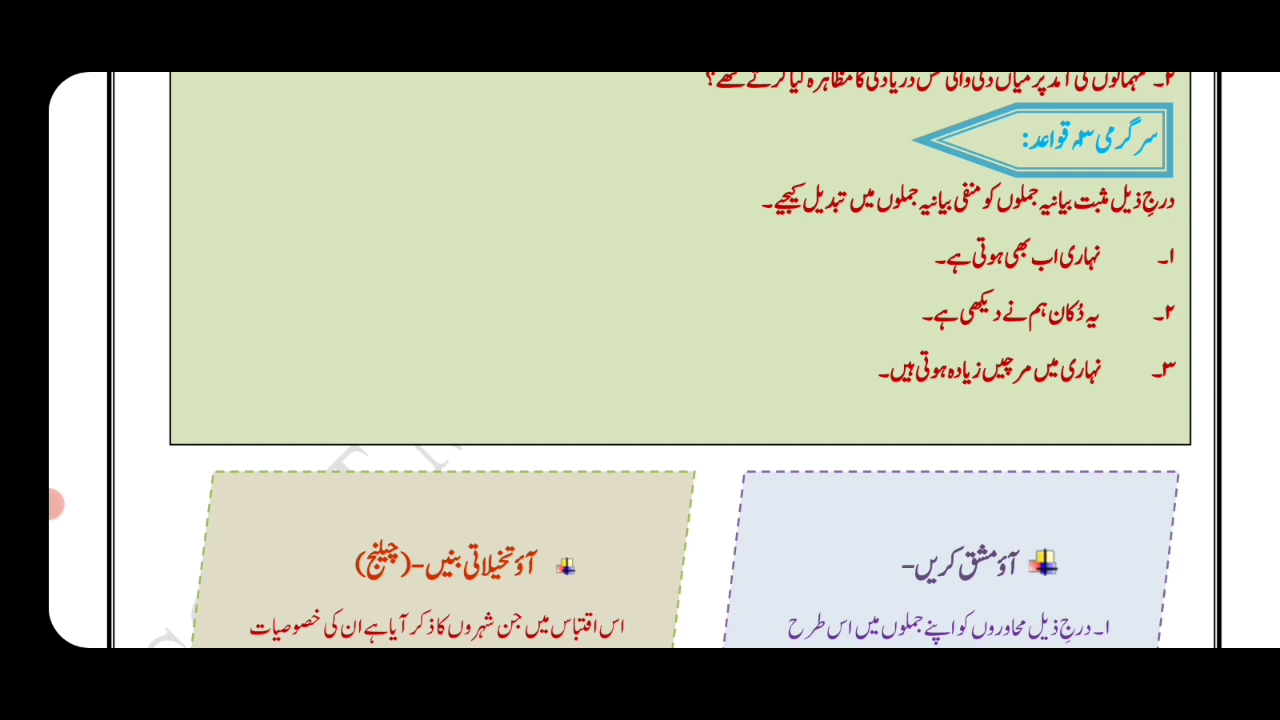 ۲۔ مہمانوں کی آمد پر میاں دلی والی کس دریا دلی کا مظاہرہ کیا کرتے تھے؟
سرگرمی ۳۔ قواعد:
درجِ ذیل مثبت بیانیہ جملوں کو منفی بیانیہ جملوں میں تبدیل کیجیے۔
۱۔ نہاری اب بھی ہوتی ہے۔
۲۔ یہ دُکان ہم نے دیکھی ہے۔
۳۔ نہاری میں مرچیں زیادہ ہوتی ہیں۔
آؤ مشق کریں-
۱۔ درجِ ذیل محاوروں کو اپنے جملوں میں اس طرح
آؤ تخیلاتی بنیں-(چیلنج)
اس اقتباس میں جن شہروں کا ذکر آیا ہے ان کی خصوصیات